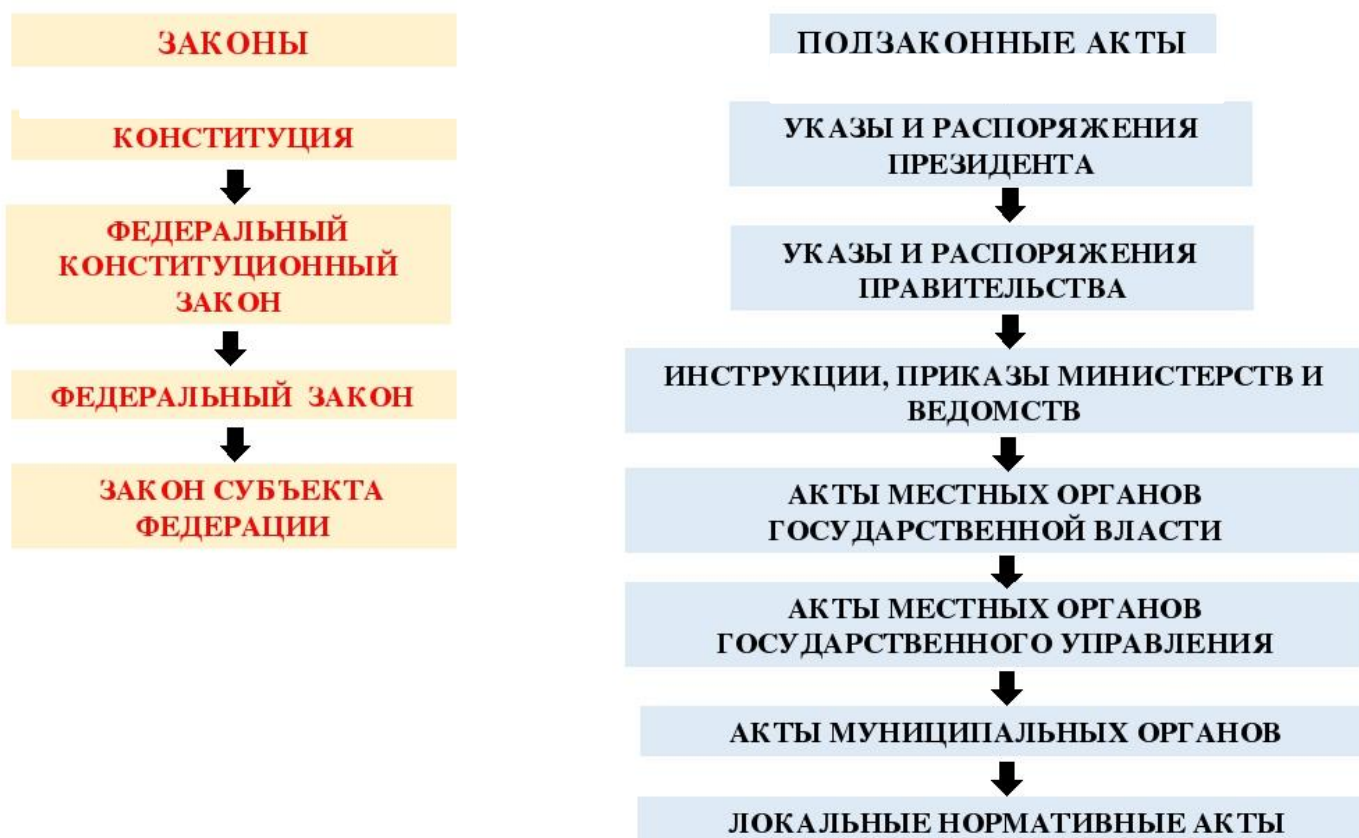 ЗАКОНЫ
КОНСТИТУЦИЯ
ФЕДЕРАЛЬНЫЙ
КОНСТИТУЦИОННЫЙ
ЗАКОН
ФЕДЕРАЛЬНЫЙ ЗАКОН
ЗАКОН СУБЪЕКТА
ФЕДЕРАЦИИ
ПОДЗАКОННЫЕ АКТЫ
УКАЗЫ И РАСПОРЯЖЕНИЯ
ПРЕЗИДЕНТА
УКАЗЫ И РАСПОРЯЖЕНИЯ
ПРАВИТЕЛЬСТВА
ИНСТРУКЦИИ, ПРИКАЗЫ МИНИСТЕРСТВ И
ВЕДОМСТВ
АКТЫ МЕСТНЫХ ОРГАНОВ
ГОСУДАРСТВЕННОЙ ВЛАСТИ
АКТЫ МЕСТНЫХ ОРГАНОВ
ГОСУДАРСТВЕННОГО УПРАВЛЕНИЯ
АКТЫ МУНИЦИПАЛЬНЫХ ОРГАНОВ
ЛОКАЛЬНЫЕ НОРМАТИВНЫЕ АКТЫ